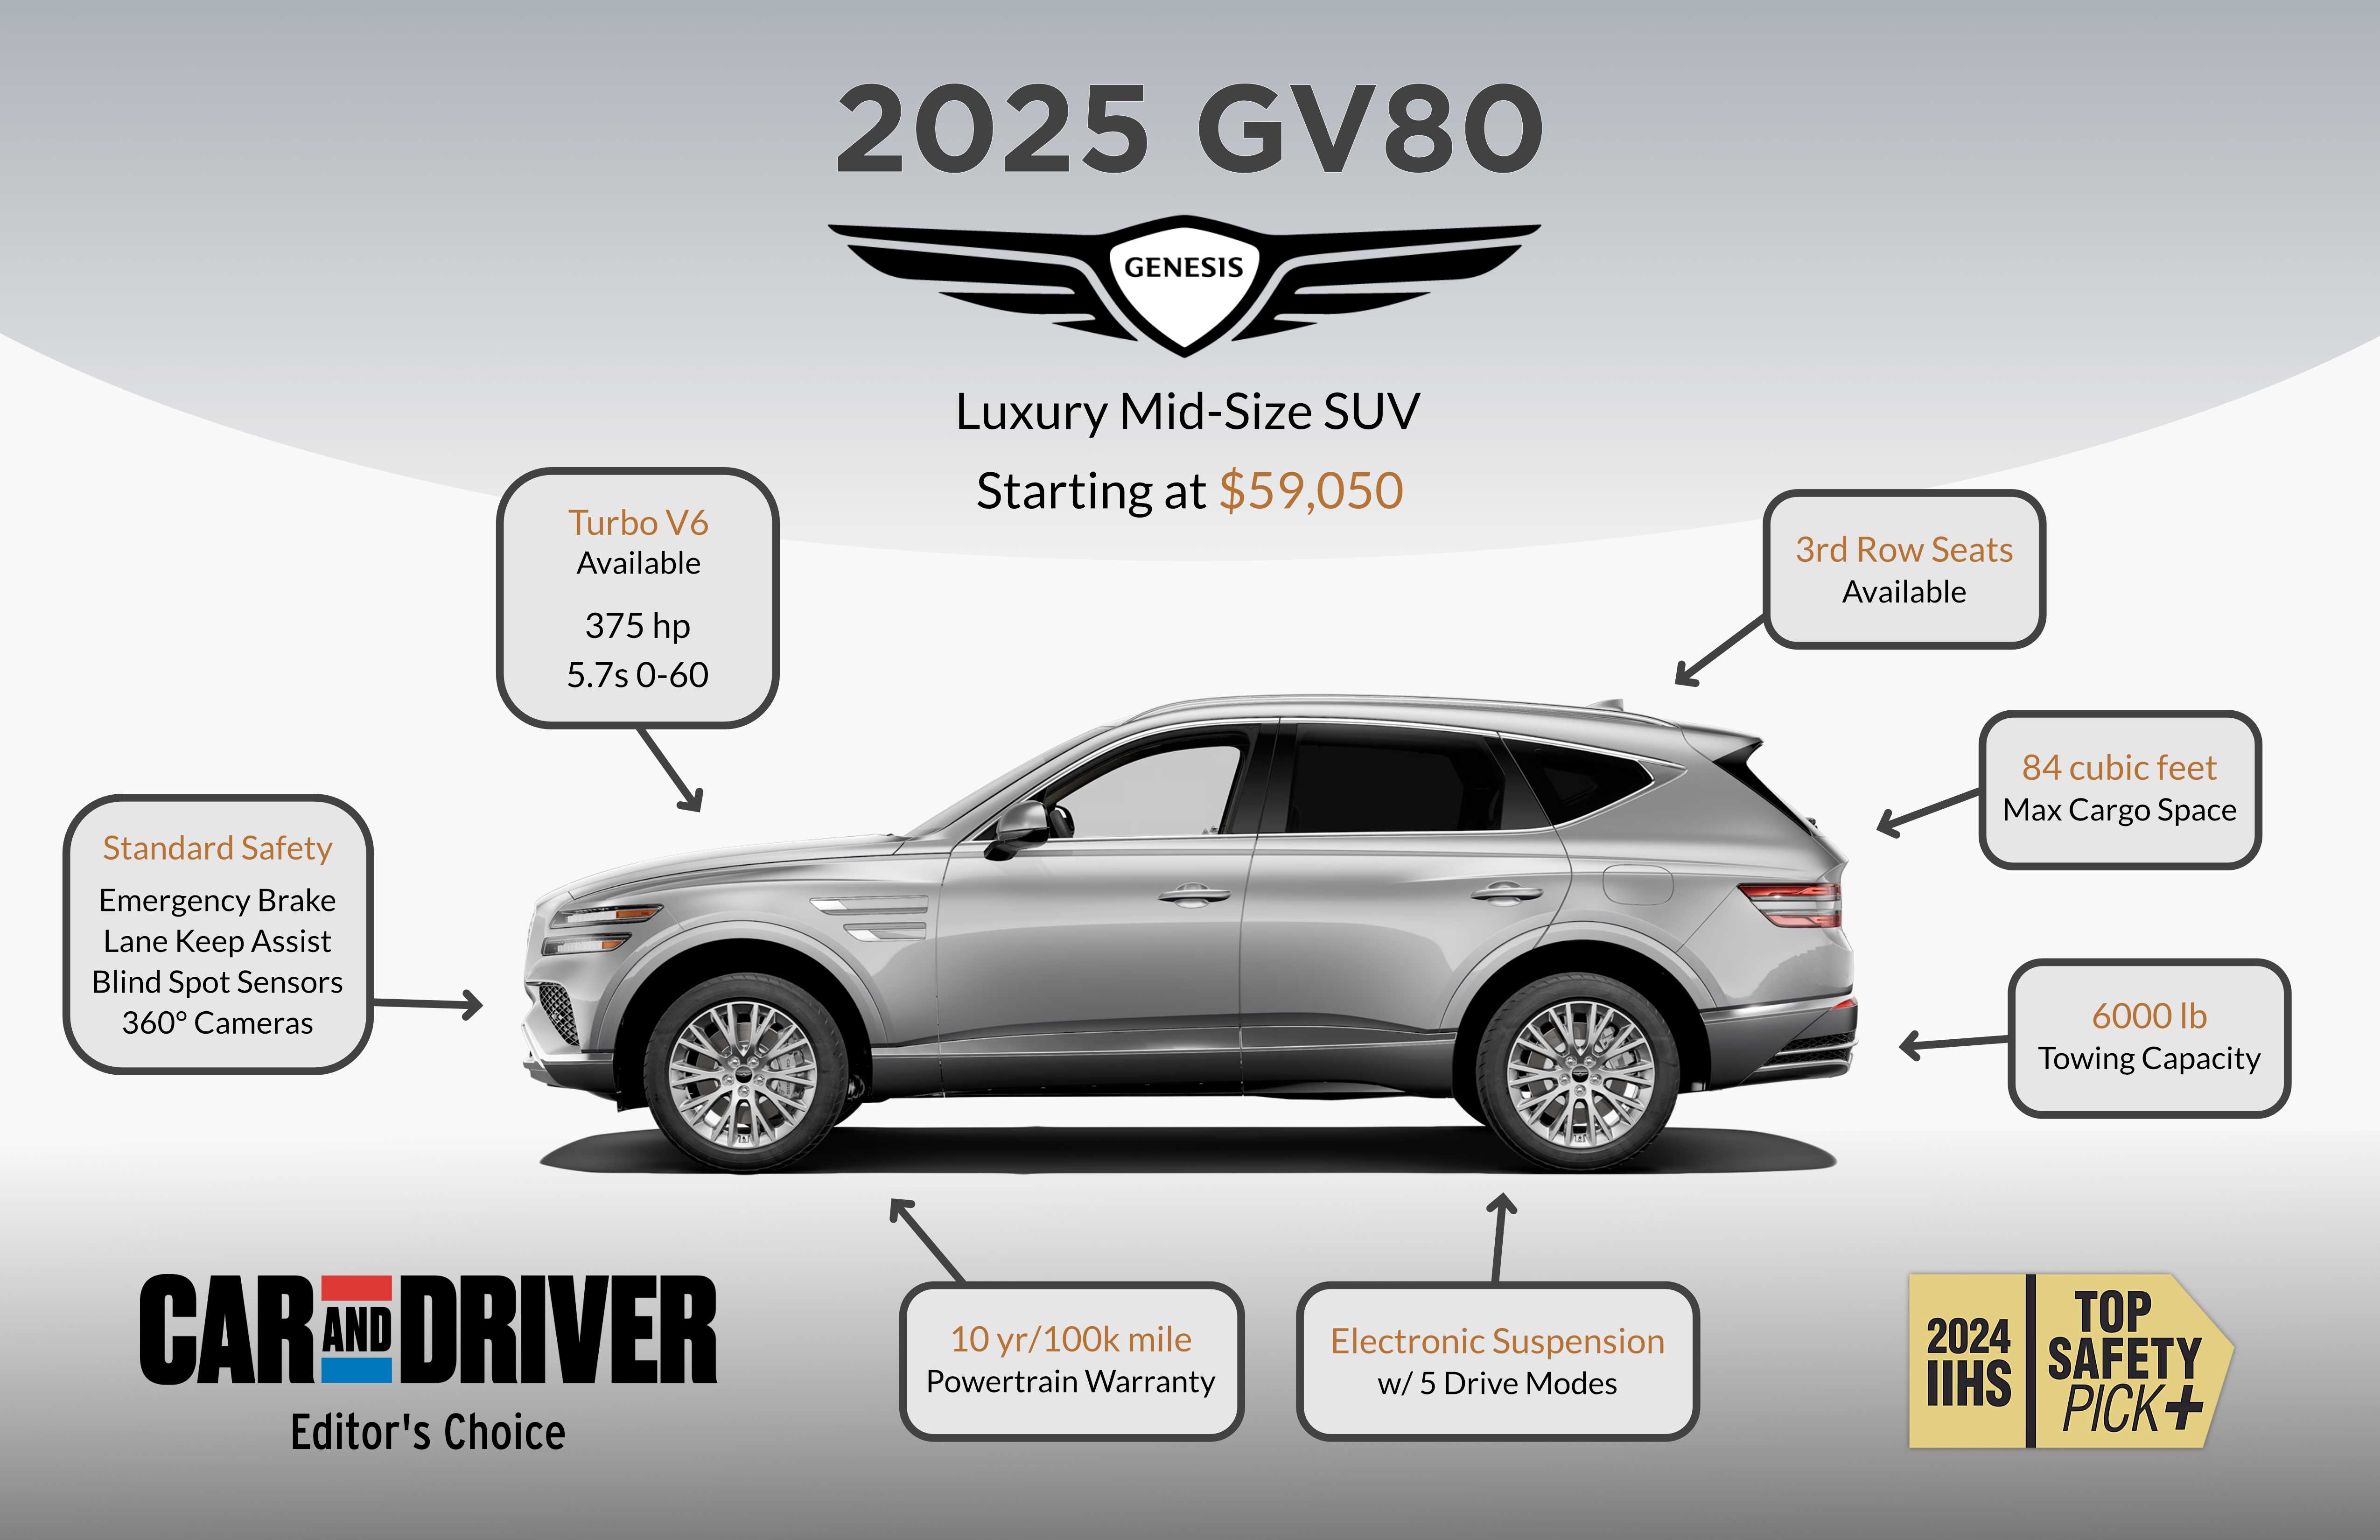 2025 GV80
GENESIS
Luxury Mid-Size SUV
Starting at $59,050
Turbo V6
Available
375 hp
5.7s 0-60
3rd Row Seats
Available
84 cubic feet
Max Cargo Space
Standard Safety
Emergency Brake
Lane Keep Assist
Blind Spot Sensors
360° Cameras
6000 lb
Towing Capacity
CAR AND DRIVER
Editor's Choice
10 yr/100k mile
Powertrain Warranty
Electronic Suspension
w/ 5 Drive Modes
2024
IIHS
TOP
SAFETY
PICK+